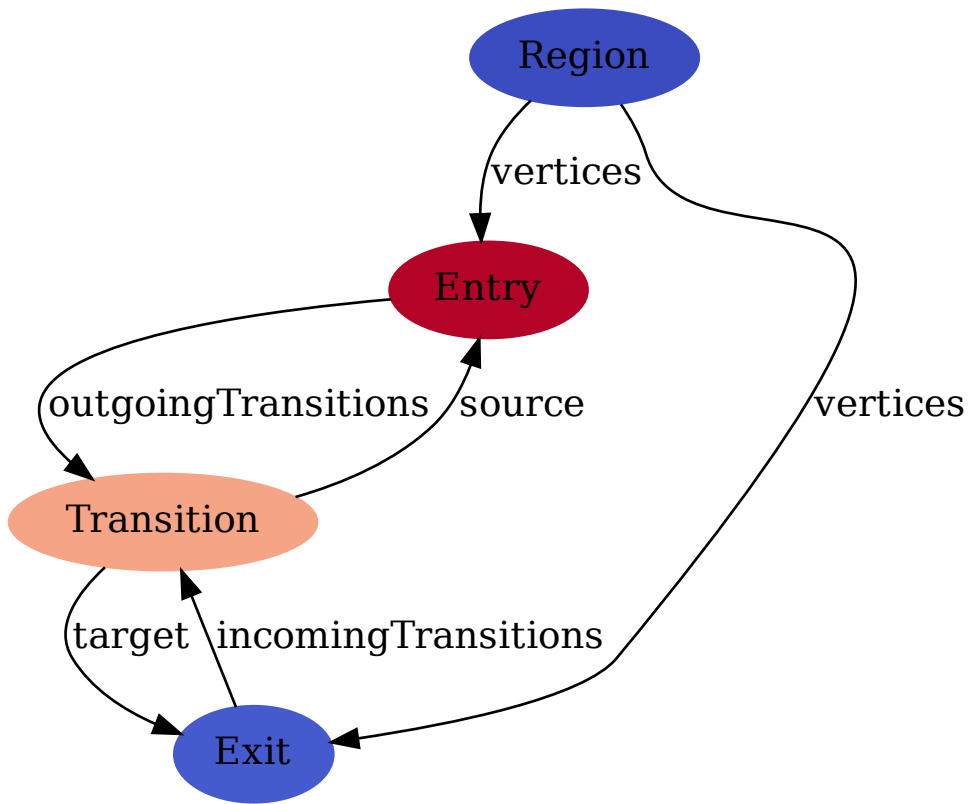 Region
vertices
Entry
outgoingTransitions
source
vertices
Transition
target
incomingTransitions
Exit